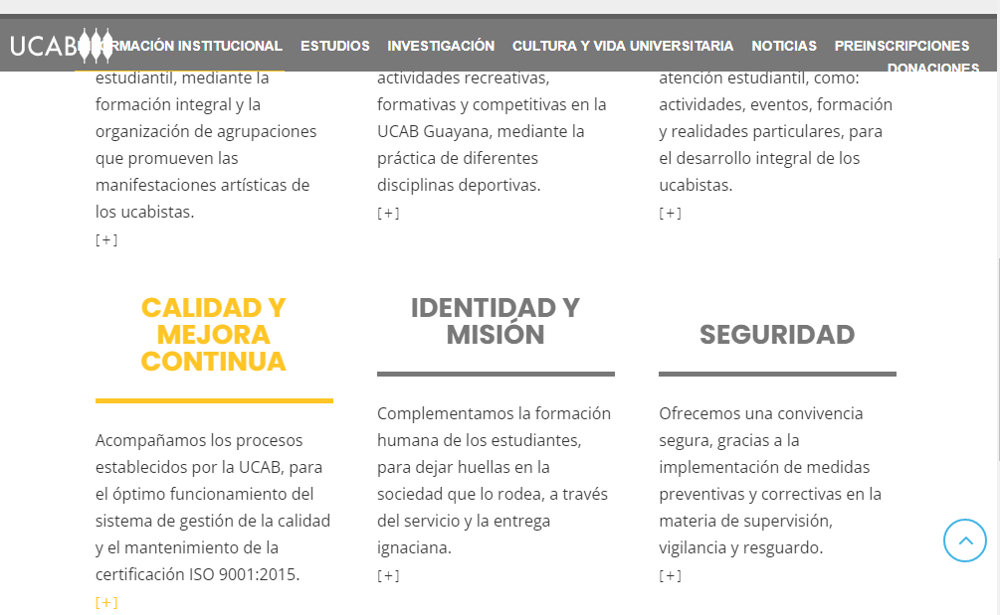 UCAB
RMACIÓN INSTITUCIONAL ESTUDIOS INVESTIGACIÓN CULTURA Y VIDA UNIVERSITARIA NOTICIAS PREINSCRIPCIONES
DONACIONES
estudiantil, mediante la
formación integral y la
organización de agrupaciones
que promueven las
manifestaciones artísticas de
los ucabistas.
[+]
actividades recreativas,
formativas y competitivas en la
UCAB Guayana, mediante la
práctica de diferentes
disciplinas deportivas.
[+]
atención estudiantil, como:
actividades, eventos, formación
y realidades particulares, para
el desarrollo integral de los
ucabistas.
[+]
CALIDAD Y
MEJORA
CONTINUA
Acompañamos los procesos
establecidos por la UCAB, para
el óptimo funcionamiento del
sistema de gestión de la calidad
y el mantenimiento de la
certificación ISO 9001:2015.
[+]
IDENTIDAD Y
MISIÓN
Complementamos la formación
humana de los estudiantes,
para dejar huellas en la
sociedad que lo rodea, a través
del servicio y la entrega
ignaciana.
[+]
SEGURIDAD
Ofrecemos una convivencia
segura, gracias a la
implementación de medidas
preventivas y correctivas en la
materia de supervisión,
vigilancia y resguardo.
[+]